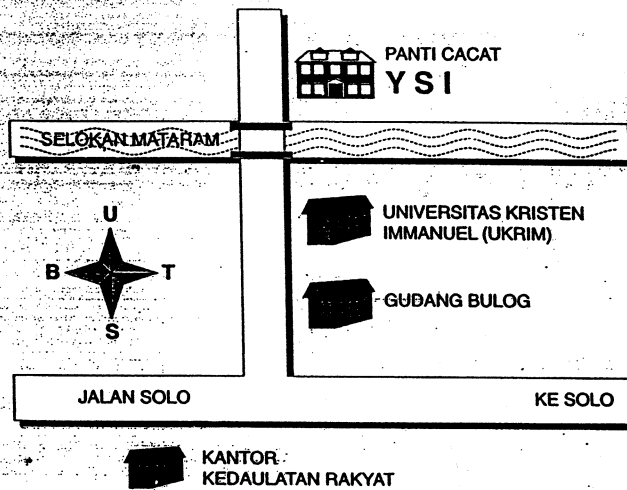 PANTI CACAT
YSI
SELOKAN MATARAM
UNIVERSITAS KRISTEN
IMMANUEL (UKRIM)
U
B
T
S
GUDANG BULOG
JALAN SOLO
KE SOLO
KANTOR
KEDAULATAN RAKYAT